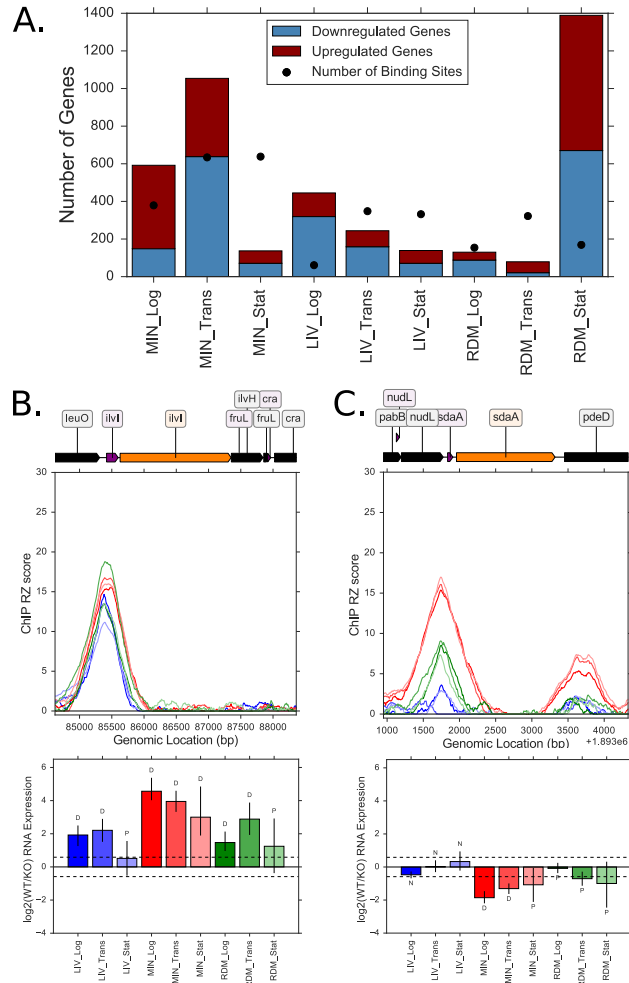 A.
Number of Genes
1400
1200
1000
800
600
400
200
0
Downregulated Genes
Upregulated Genes
Number of Binding Sites
MIN_Log
MIN_Trans
MIN_Stat
LIV_Log
LIV_Trans
LIV_Stat
RDM_Log
RDM_Trans
RDM_Stat
B.
ilvH
cra
leuO
ilvI
ilvI
fruL
fruL
cra
ChIP RZ score
30
25
20
15
10
5
0
85000 85500 86000 86500 87000 87500 88000
Genomic Location (bp)
log2(WT/KO) RNA Expression
6
4
2
0
−2
−4
D D P D D D D D P
LIV_Log
LIV_Trans
LIV_Stat
MIN_Log
MIN_Trans
MIN_Stat
RDM_Log
RDM_Trans
RDM_Stat
C.
nudL
pabB
nudL
sdaA
sdaA
pdeD
ChIP RZ score
30
25
20
15
10
5
0
1000 1500 2000 2500 3000 3500 4000
+1.893e6
Genomic Location (bp)
log2(WT/KO) RNA Expression
6
4
2
0
−2
−4
N N N D D P P P P
LIV_Log
LIV_Trans
LIV_Stat
MIN_Log
MIN_Trans
MIN_Stat
RDM_Log
RDM_Trans
RDM_Stat